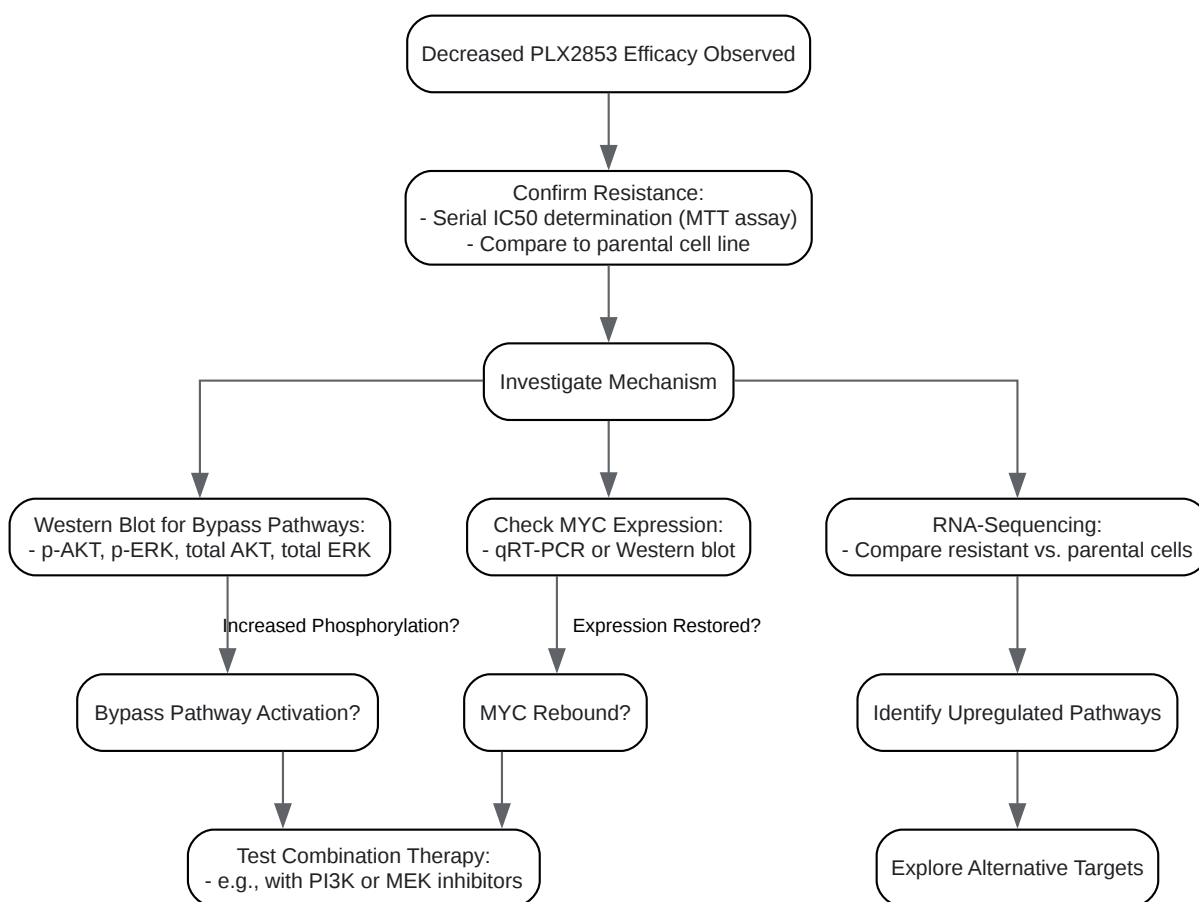 Decreased PLX2853 Efficacy Observed
Confirm Resistance:
- Serial IC50 determination (MTT assay)
- Compare to parental cell line
Investigate Mechanism
Western Blot for Bypass Pathways:
- p-AKT, p-ERK, total AKT, total ERK
Check MYC Expression:
- qRT-PCR or Western blot
RNA-Sequencing:
- Compare resistant vs. parental cells
Increased Phosphorylation?
Expression Restored?
Bypass Pathway Activation?
MYC Rebound?
Identify Upregulated Pathways
Test Combination Therapy:
- e.g., with PI3K or MEK inhibitors
Explore Alternative Targets